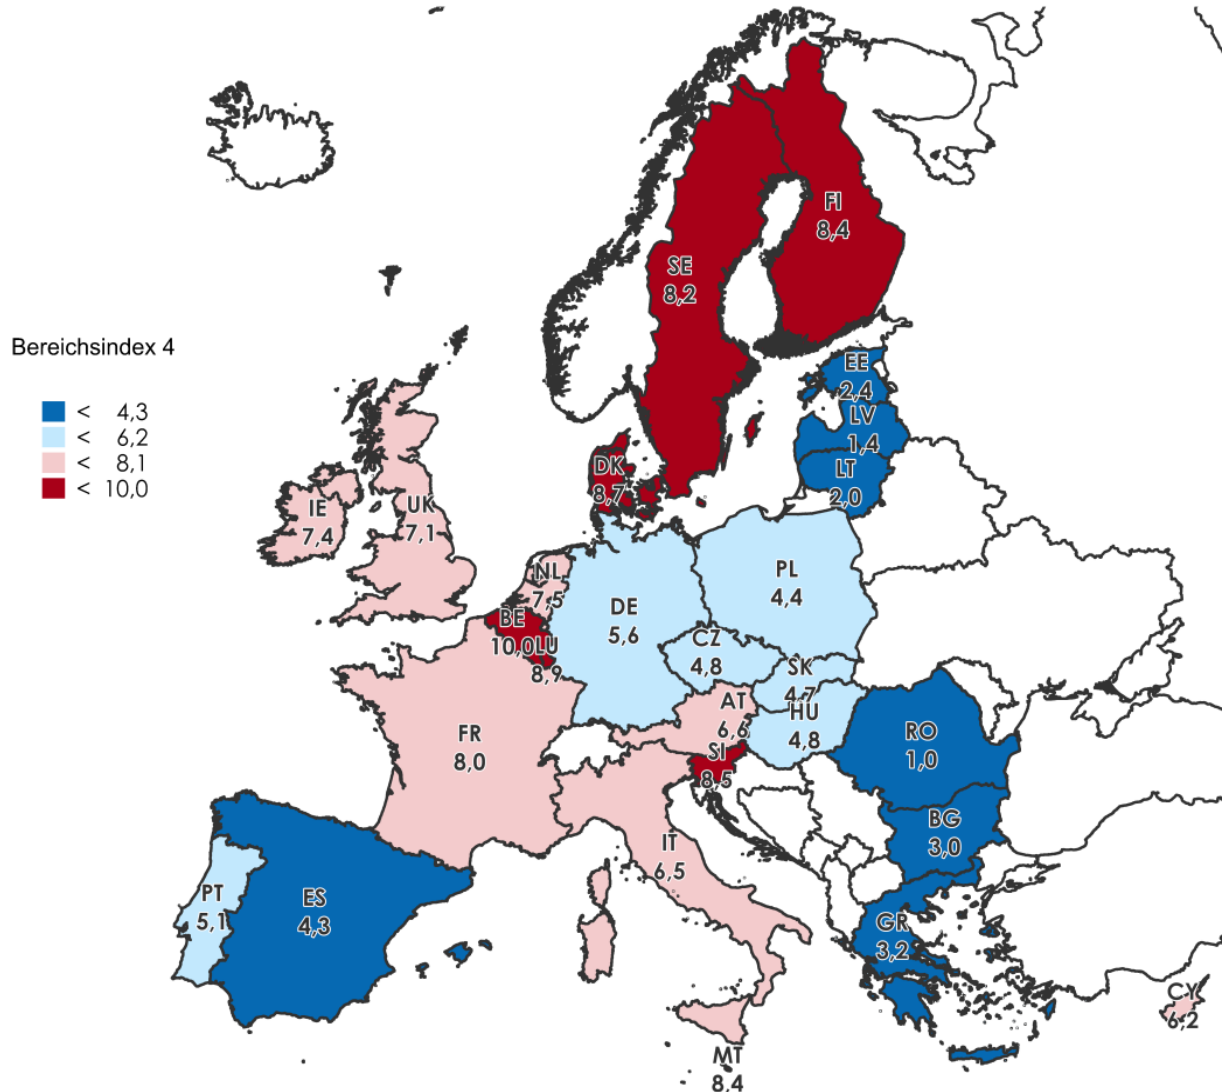 Bereichsindex 4
< 4,3
< 6,2
< 8,1
< 10,0
FI
8,4
SE
8,2
EE
2,4
LV
1,4
LT
2,0
DK
8,7
IE
7,4
UK
7,1
NL
7,5
BE
10,0
LU
8,9
DE
5,6
PL
4,4
CZ
4,8
SK
4,7
AT
6,6
HU
4,8
SI
8,5
FR
8,0
RO
1,0
BG
3,0
IT
6,5
PT
5,1
ES
4,3
GR
3,2
CY
6,2
MT
8,4